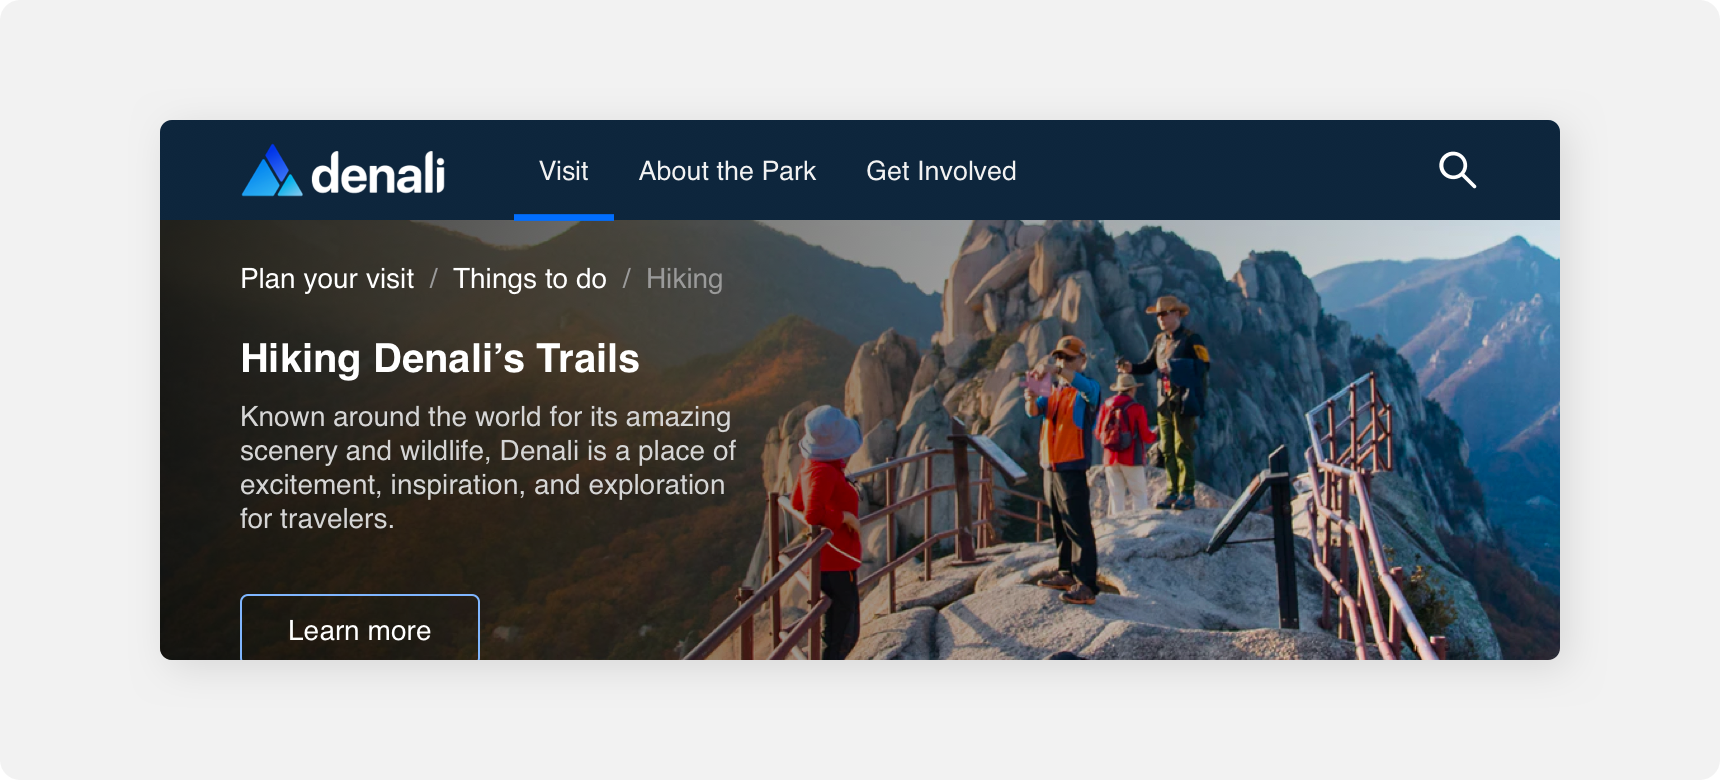 denali
Visit
About the Park
Get Involved
Plan your visit / Things to do / Hiking
Hiking Denali’s Trails
Known around the world for its amazing
scenery and wildlife, Denali is a place of
excitement, inspiration, and exploration
for travelers.
Learn more